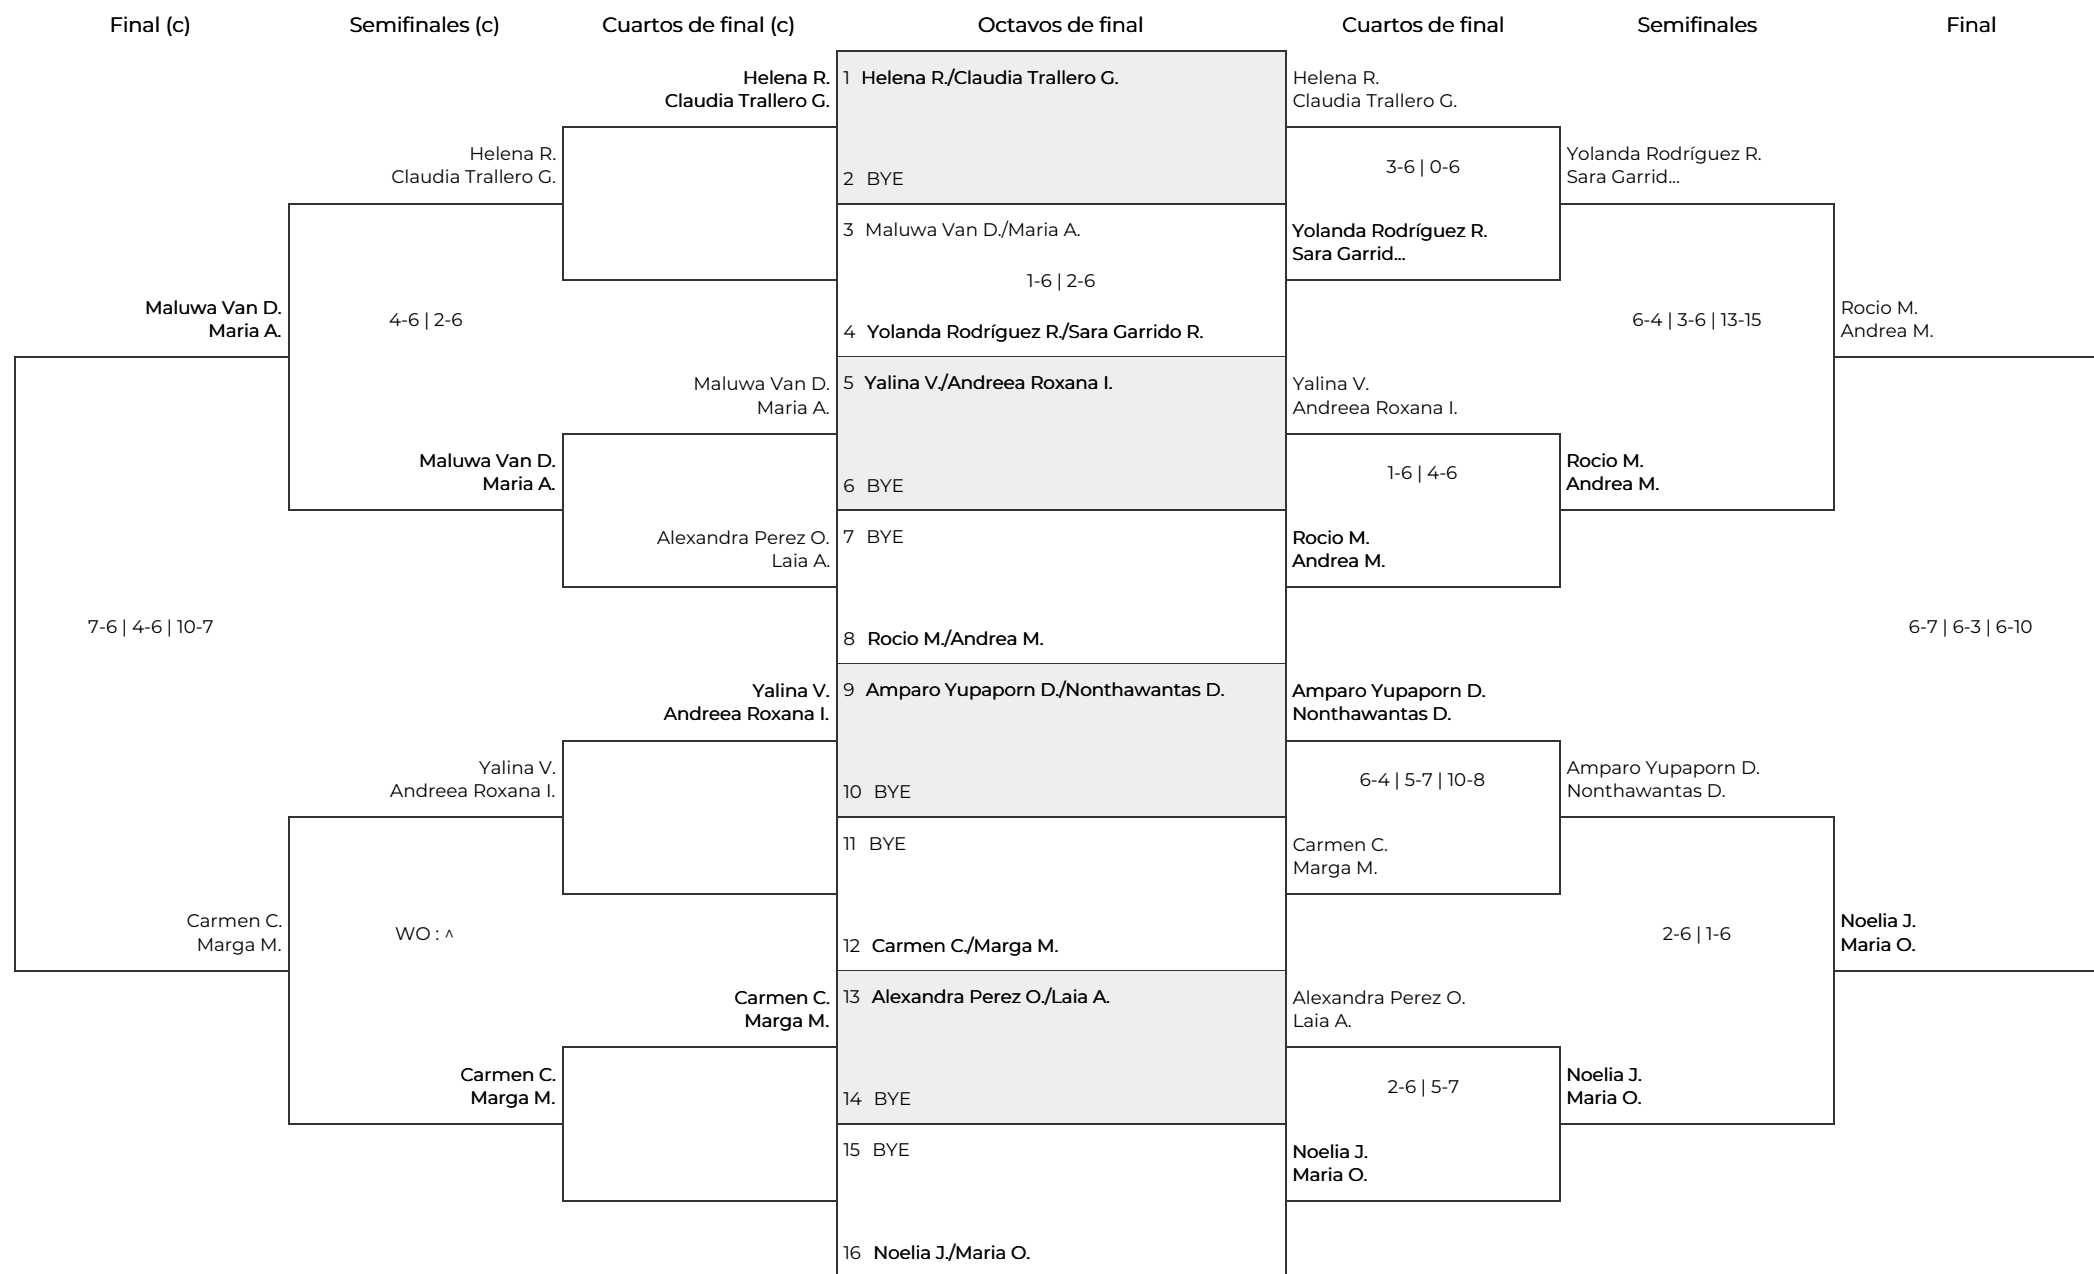 Final (c)
Semifinales (c)
Cuartos de final (c)
Octavos de final
Cuartos de final
Semifinales
Final
Maluwa Van D.
Maria A.
7-6 | 4-6 | 10-7
Carmen C.
Marga M.
Helena R.
Claudia Trallero G.
4-6 | 2-6
Maluwa Van D.
Maria A.
Yalina V.
Andreea Roxana I.
WO : ^
Carmen C.
Marga M.
Helena R.
Claudia Trallero G.
Maluwa Van D.
Maria A.
Alexandra Perez O.
Laia A.
Yalina V.
Andreea Roxana I.
Carmen C.
Marga M.
1 Helena R./Claudia Trallero G.
2 BYE
3 Maluwa Van D./Maria A.
1-6 | 2-6
4 Yolanda Rodríguez R./Sara Garrido R.
5 Yalina V./Andreea Roxana I.
6 BYE
7 BYE
8 Rocio M./Andrea M.
9 Amparo Yupaporn D./Nonthawantas D.
10 BYE
11 BYE
12 Carmen C./Marga M.
13 Alexandra Perez O./Laia A.
14 BYE
15 BYE
16 Noelia J./Maria O.
Helena R.
Claudia Trallero G.
3-6 | 0-6
Yolanda Rodríguez R.
Sara Garrid...
Yalina V.
Andreea Roxana I.
1-6 | 4-6
Rocio M.
Andrea M.
Amparo Yupaporn D.
Nonthawantas D.
6-4 | 5-7 | 10-8
Carmen C.
Marga M.
Alexandra Perez O.
Laia A.
2-6 | 5-7
Noelia J.
Maria O.
Yolanda Rodríguez R.
Sara Garrid...
6-4 | 3-6 | 13-15
Rocio M.
Andrea M.
Amparo Yupaporn D.
Nonthawantas D.
2-6 | 1-6
Noelia J.
Maria O.
Rocio M.
Andrea M.
6-7 | 6-3 | 6-10
Noelia J.
Maria O.